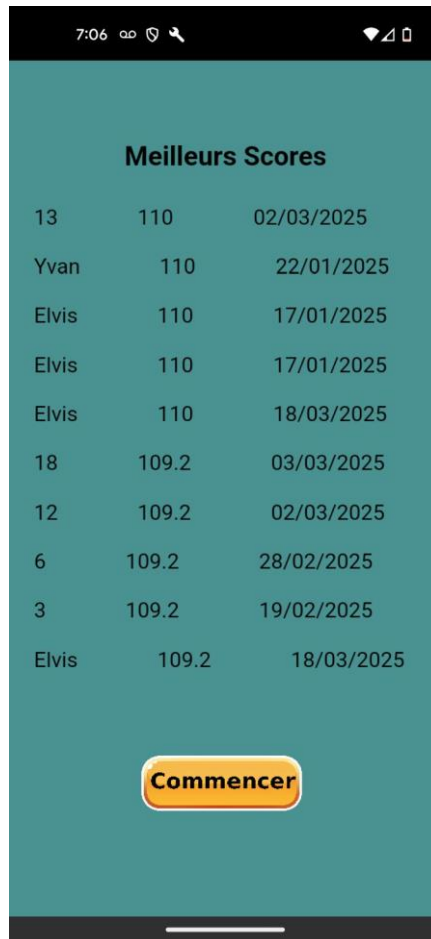 7:06
Meilleurs Scores
13 110 02/03/2025
Yvan 110 22/01/2025
Elvis 110 17/01/2025
Elvis 110 17/01/2025
Elvis 110 18/03/2025
18 109.2 03/03/2025
12 109.2 02/03/2025
6 109.2 28/02/2025
3 109.2 19/02/2025
Elvis 109.2 18/03/2025
Commencer